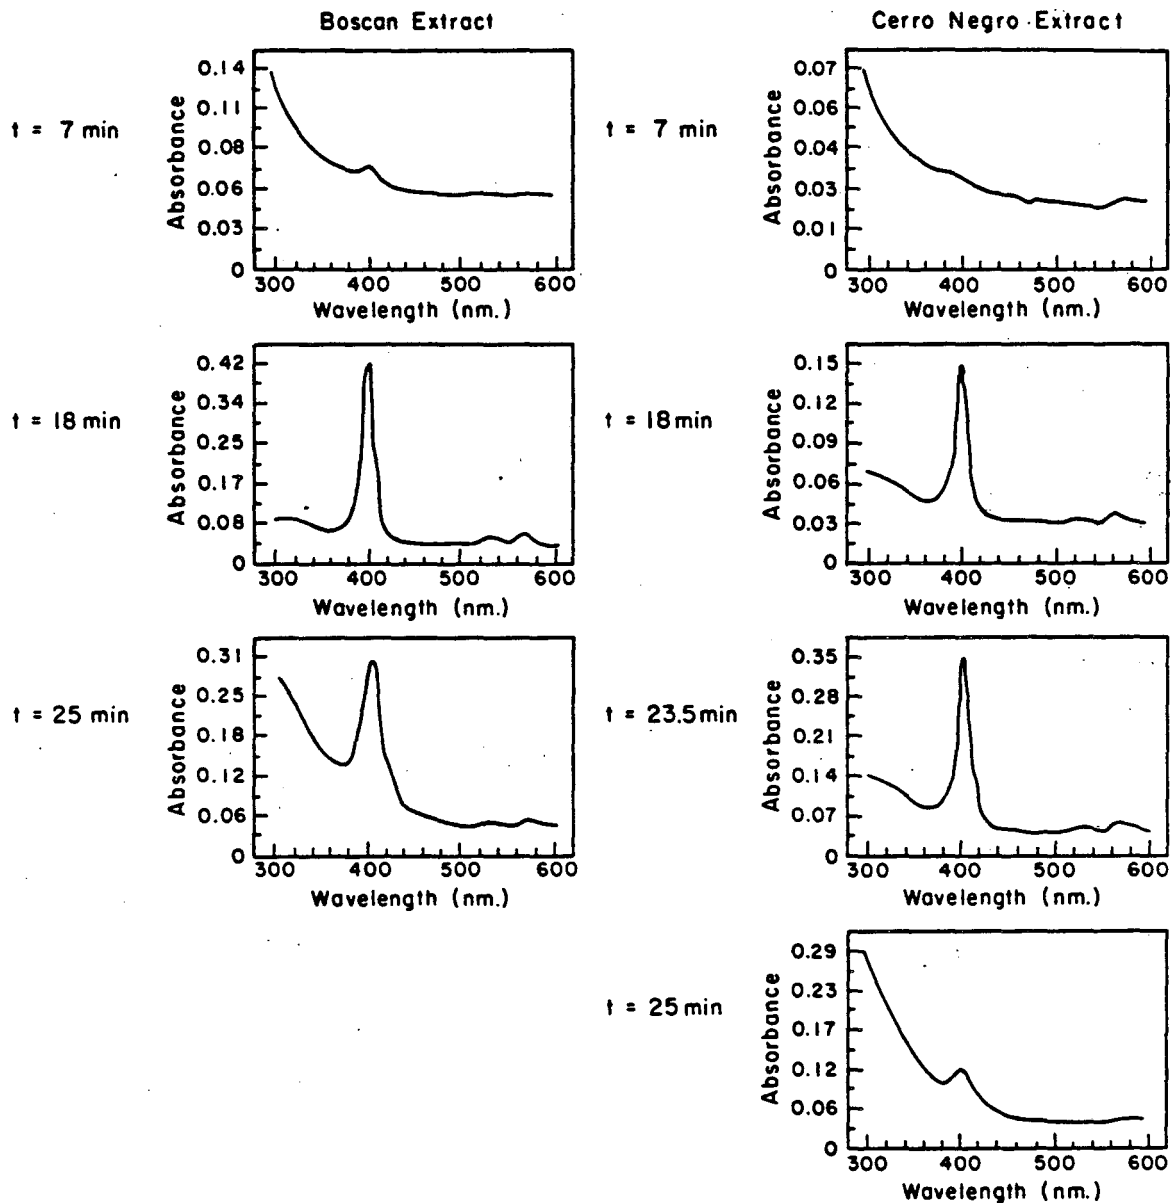 Boscan Extract
t = 7 min
Absorbance
0.14
0.11
0.08
0.06
0.03
0
300 400 500 600
Wavelength (nm.)
t = 18 min
Absorbance
0.42
0.34
0.25
0.17
0.08
0
300 400 500 600
Wavelength (nm.)
t = 25 min
Absorbance
0.31
0.25
0.18
0.12
0.06
0
300 400 500 600
Wavelength (nm.)
Cerro Negro Extract
t = 7 min
Absorbance
0.07
0.06
0.04
0.03
0.01
0
300 400 500 600
Wavelength (nm.)
t = 18 min
Absorbance
0.15
0.12
0.09
0.06
0.03
0
300 400 500 600
Wavelength (nm.)
t = 23.5 min
Absorbance
0.35
0.28
0.21
0.14
0.07
0
300 400 500 600
Wavelength (nm.)
t = 25 min
Absorbance
0.29
0.23
0.17
0.12
0.06
0
300 400 500 600
Wavelength (nm.)